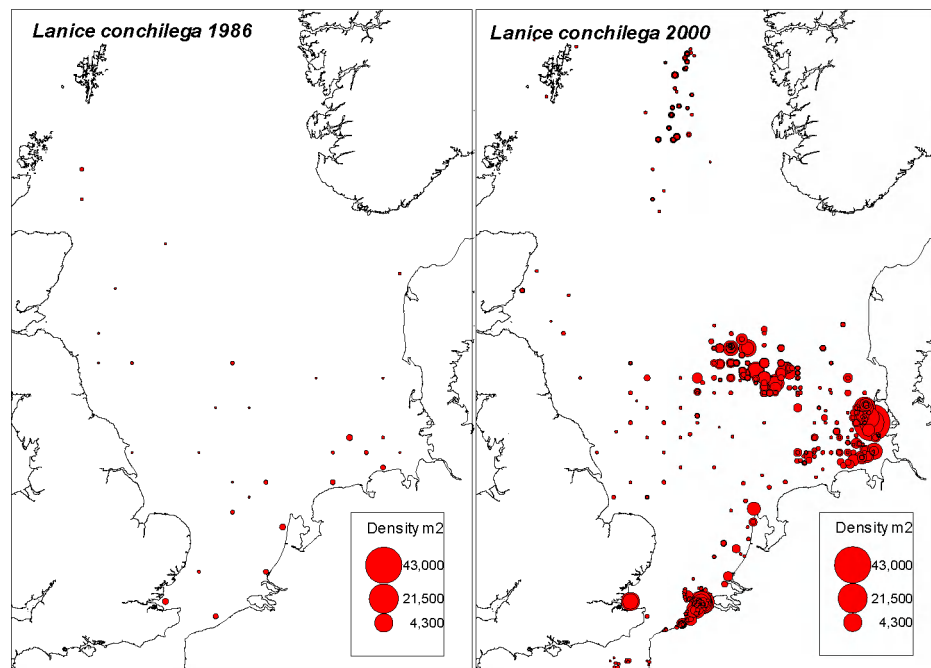 Lanice conchilega 1986
Density m2
43,000
21,500
4,300
Lanice conchilega 2000
Density m2
43,000
21,500
4,300